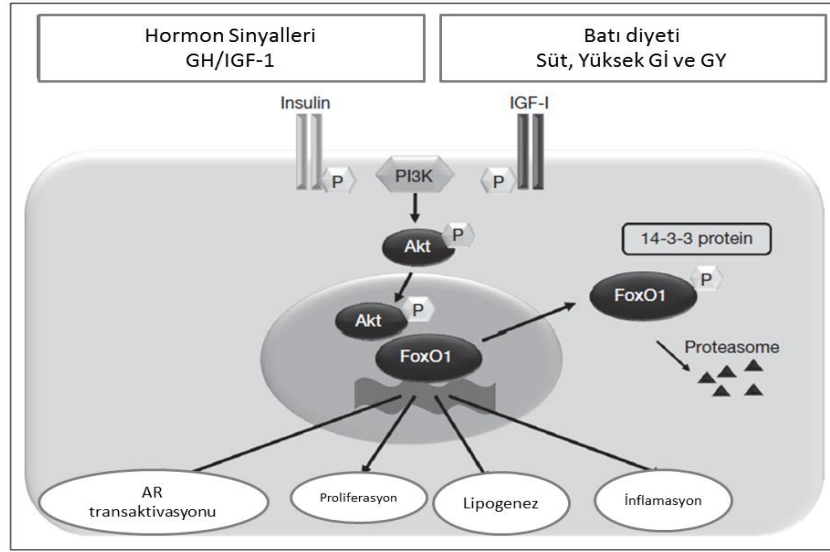 Hormon Sinyalleri
GH/IGF-1
Batı diyeti
Süt, Yüksek Gİ ve GY
Insulin
IGF-I
P
PI3K
P
Akt
P
14-3-3 protein
Akt
P
FoxO1
FoxO1
P
Proteasome
AR
transaktivasyonu
Proliferasyon
Lipogenez
İnflamasyon